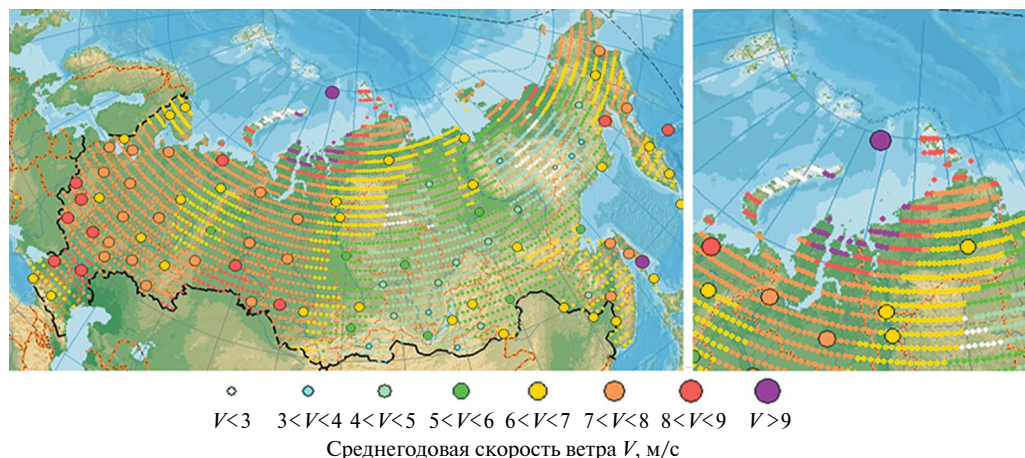 V<3 3<V<4 4<V<5 5<V<6 6<V<7 7<V<8 8<V<9 V>9
Среднегодовая скорость ветра V, м/с